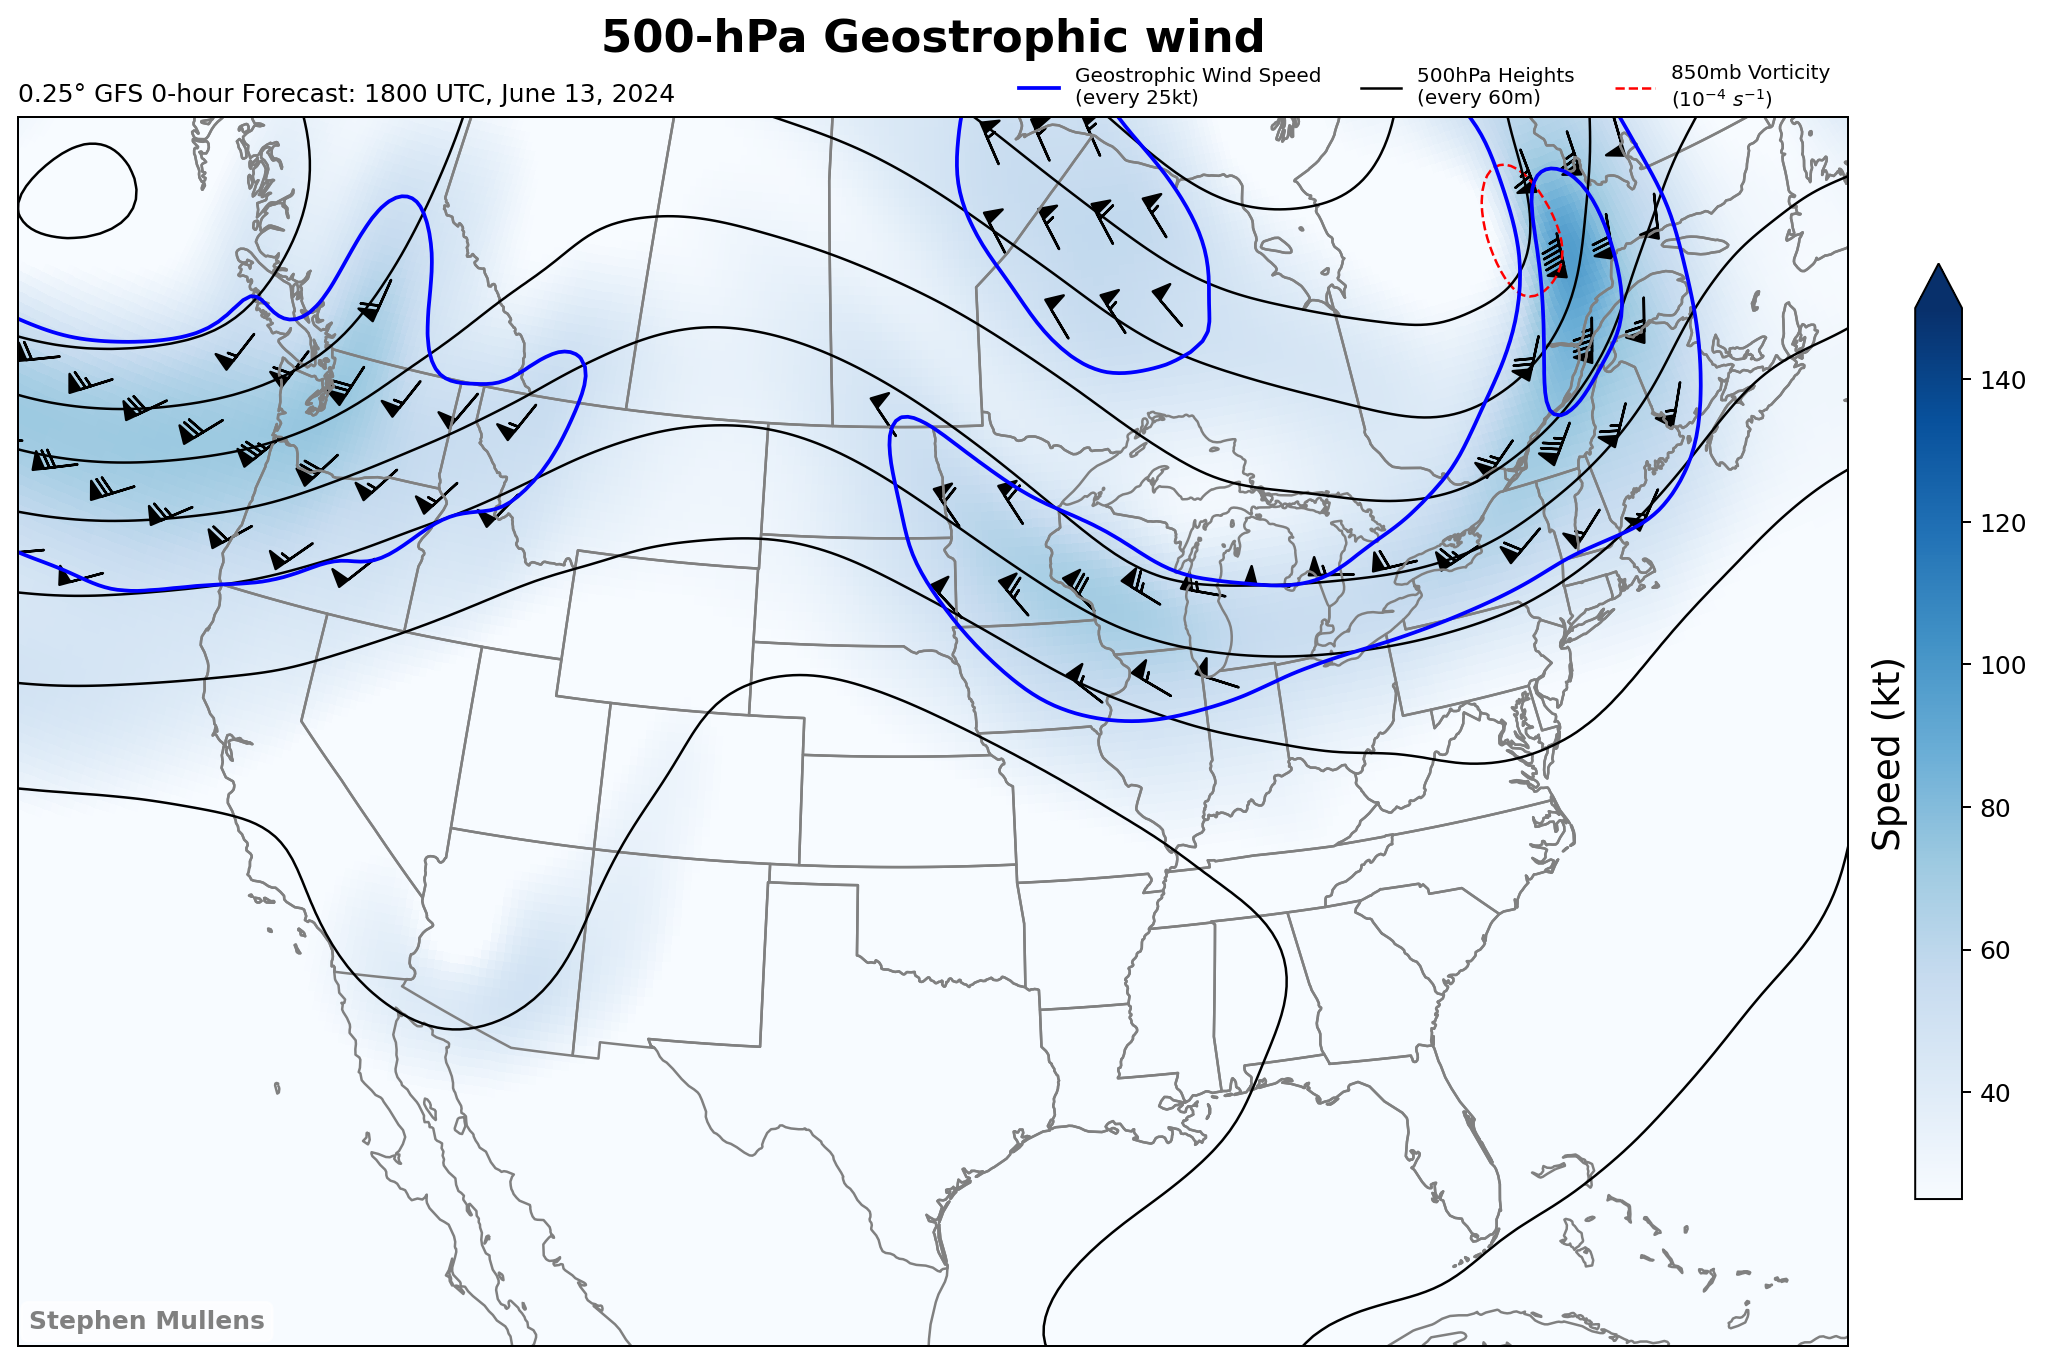 500-hPa Geostrophic wind
0.25° GFS 0-hour Forecast: 1800 UTC, June 13, 2024
Geostrophic Wind Speed
(every 25kt)
500hPa Heights
(every 60m)
850mb Vorticity
(10⁻⁴ s⁻¹)
140
120
100
80
60
40
Speed (kt)
Stephen Mullens